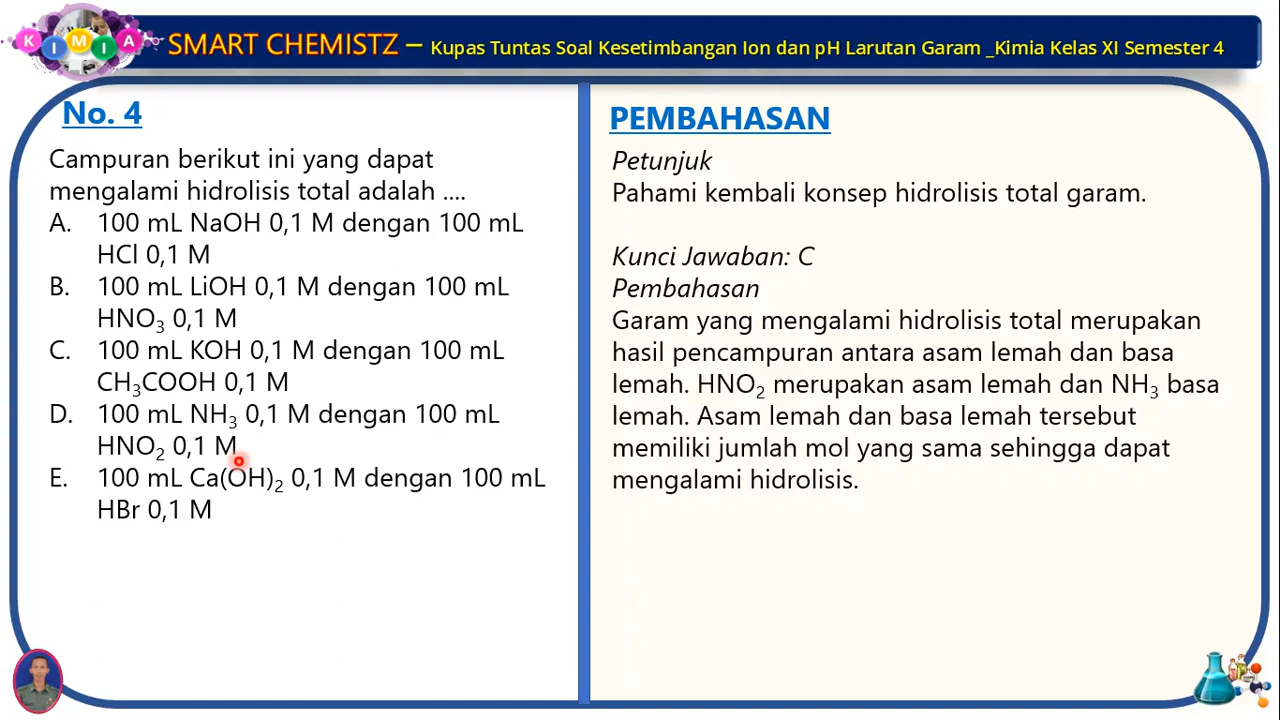 KIMIA
SMART CHEMISTZ – Kupas Tuntas Soal Kesetimbangan Ion dan pH Larutan Garam _Kimia Kelas XI Semester 4
No. 4
Campuran berikut ini yang dapat
mengalami hidrolisis total adalah ....
A. 100 mL NaOH 0,1 M dengan 100 mL
HCl 0,1 M
B. 100 mL LiOH 0,1 M dengan 100 mL
HNO₃ 0,1 M
C. 100 mL KOH 0,1 M dengan 100 mL
CH₃COOH 0,1 M
D. 100 mL NH₃ 0,1 M dengan 100 mL
HNO₂ 0,1 M
E. 100 mL Ca(OH)₂ 0,1 M dengan 100 mL
HBr 0,1 M
PEMBAHASAN
Petunjuk
Pahami kembali konsep hidrolisis total garam.
Kunci Jawaban: C
Pembahasan
Garam yang mengalami hidrolisis total merupakan
hasil pencampuran antara asam lemah dan basa
lemah. HNO₂ merupakan asam lemah dan NH₃ basa
lemah. Asam lemah dan basa lemah tersebut
memiliki jumlah mol yang sama sehingga dapat
mengalami hidrolisis.